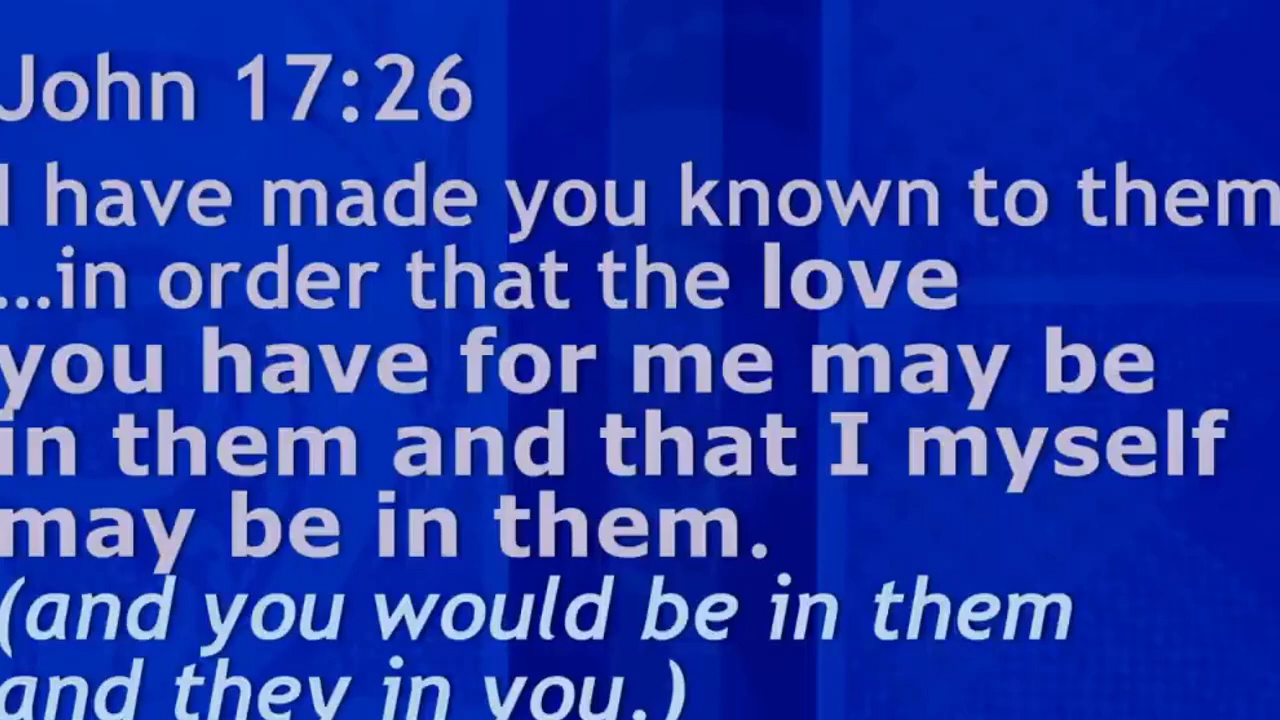 John 17:26
I have made you known to them
...in order that the love
you have for me may be
in them and that I myself
may be in them.
(and you would be in them
and they in you.)